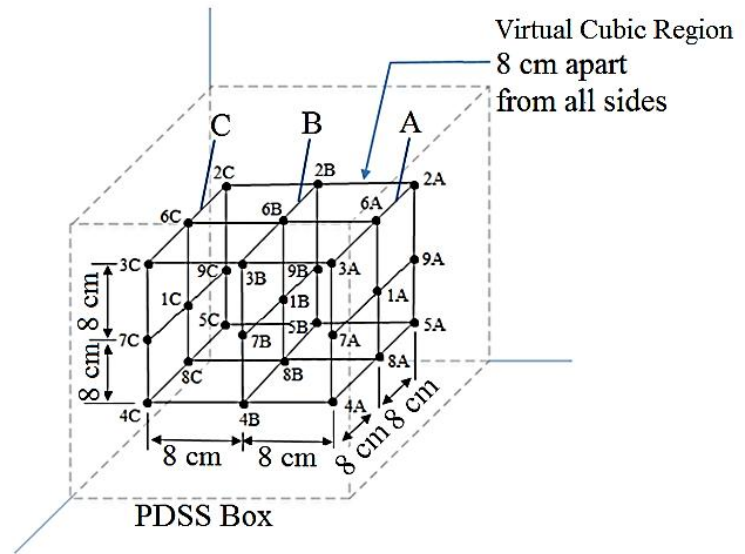 Virtual Cubic Region
8 cm apart
from all sides
C B A
2C 2B 2A
6C 6B 6A
3C 9C 3B 9B 3A 9A
1C 1B 1A
7C 5C 7B 5B 7A 5A
8C 8B 8A
4C 4B 4A
8 cm
8 cm
8 cm 8 cm
8 cm
8 cm
PDSS Box